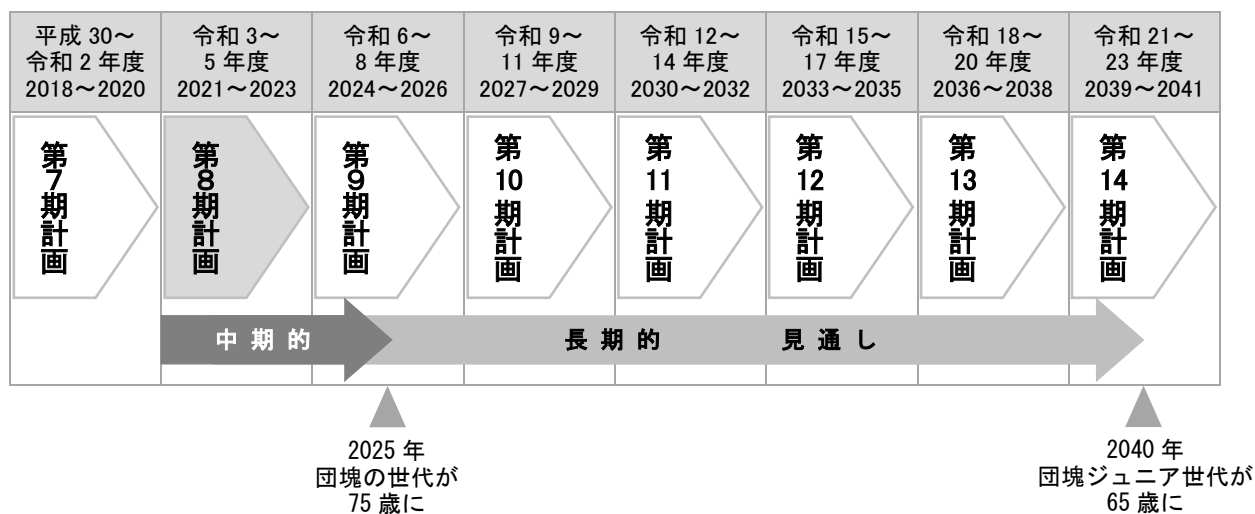 平成 30～
令和 2 年度
2018～2020
令和 3～
5 年度
2021～2023
令和 6～
8 年度
2024～2026
令和 9～
11 年度
2027～2029
令和 12～
14 年度
2030～2032
令和 15～
17 年度
2033～2035
令和 18～
20 年度
2036～2038
令和 21～
23 年度
2039～2041
第7期計画
第8期計画
第9期計画
第10期計画
第11期計画
第12期計画
第13期計画
第14期計画
中期的
長期的 見通し
2025 年
団塊の世代が
75 歳に
2040 年
団塊ジュニア世代が
65 歳に